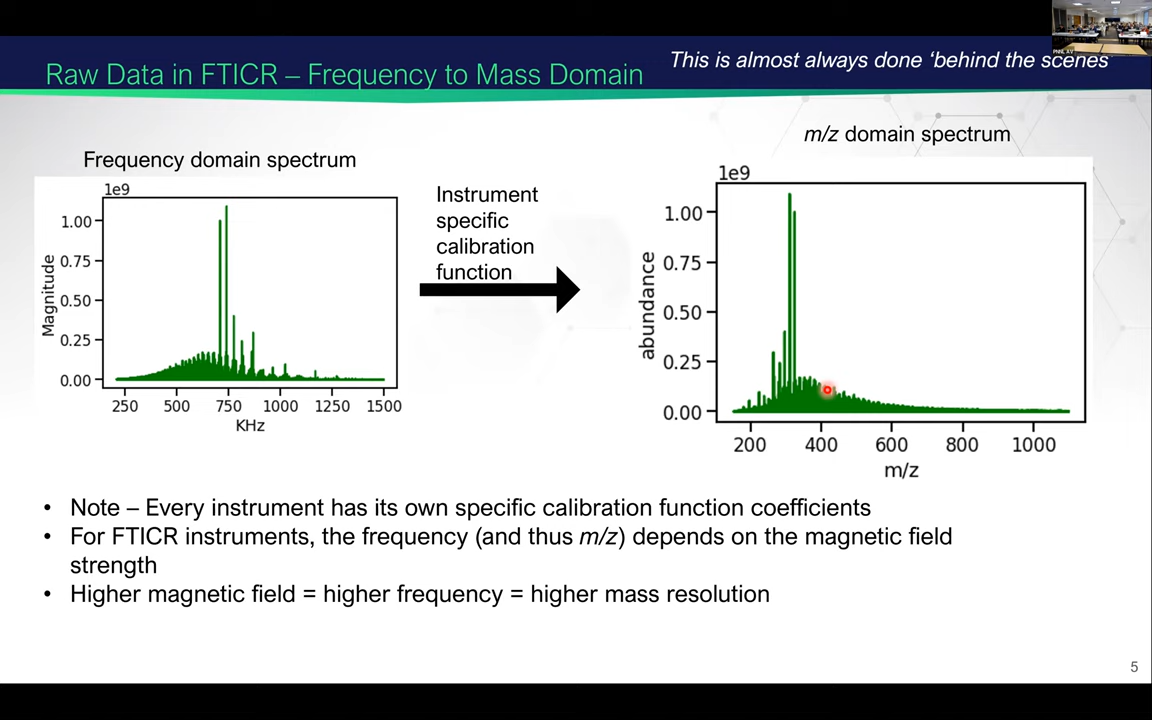 This is almost always done ‘behind the scenes’
Raw Data in FTICR – Frequency to Mass Domain
PNNL AV
m/z domain spectrum
Frequency domain spectrum
1e9
1.00
0.75
0.50
0.25
0.00
Magnitude
250 500 750 1000 1250 1500
KHz
Instrument
specific
calibration
function
1e9
1.00
0.75
0.50
0.25
0.00
abundance
200 400 600 800 1000
m/z
• Note – Every instrument has its own specific calibration function coefficients
• For FTICR instruments, the frequency (and thus m/z) depends on the magnetic field
strength
• Higher magnetic field = higher frequency = higher mass resolution
5